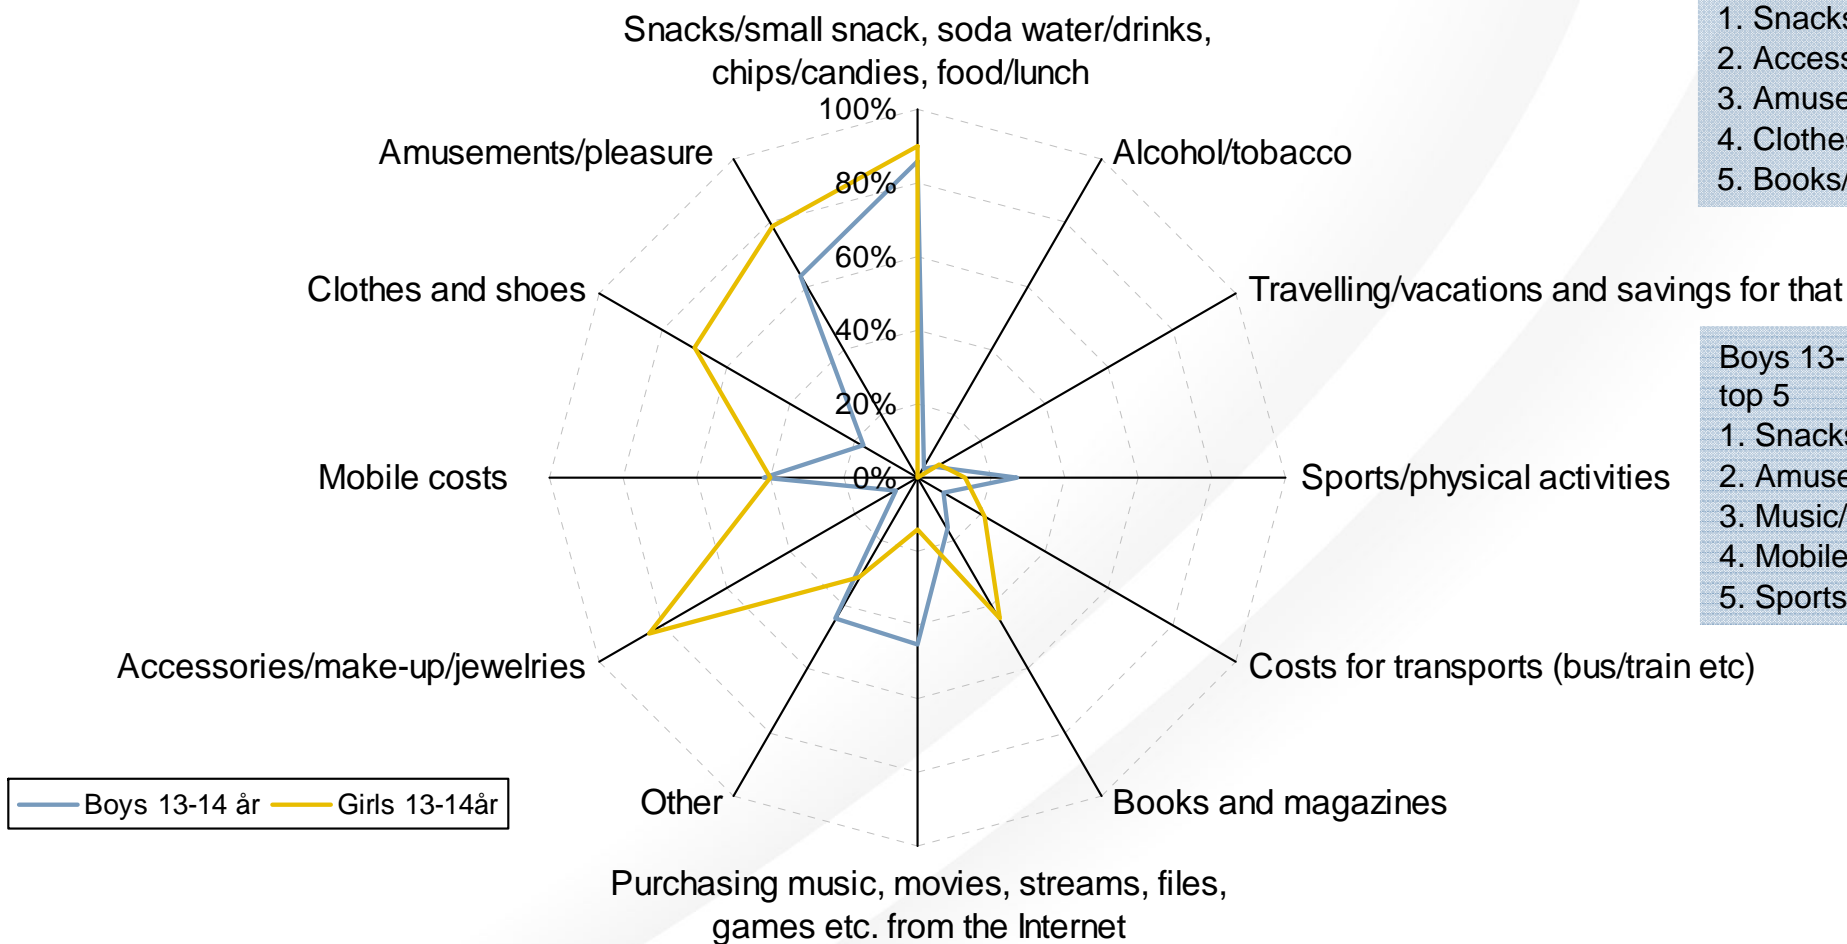 Snacks/small snack, soda water/drinks,
chips/candies, food/lunch
100%
80%
60%
40%
20%
0%
Alcohol/tobacco
Travelling/vacations and savings for that
Sports/physical activities
Costs for transports (bus/train etc)
Books and magazines
Purchasing music, movies, streams, files,
games etc. from the Internet
Other
Accessories/make-up/jewelries
Mobile costs
Clothes and shoes
Amusements/pleasure
Boys 13-14 år
Girls 13-14år
1. Snacks
2. Access
3. Amuse
4. Clothes
5. Books/
Boys 13-
top 5
1. Snacks
2. Amuse
3. Music/
4. Mobile
5. Sports